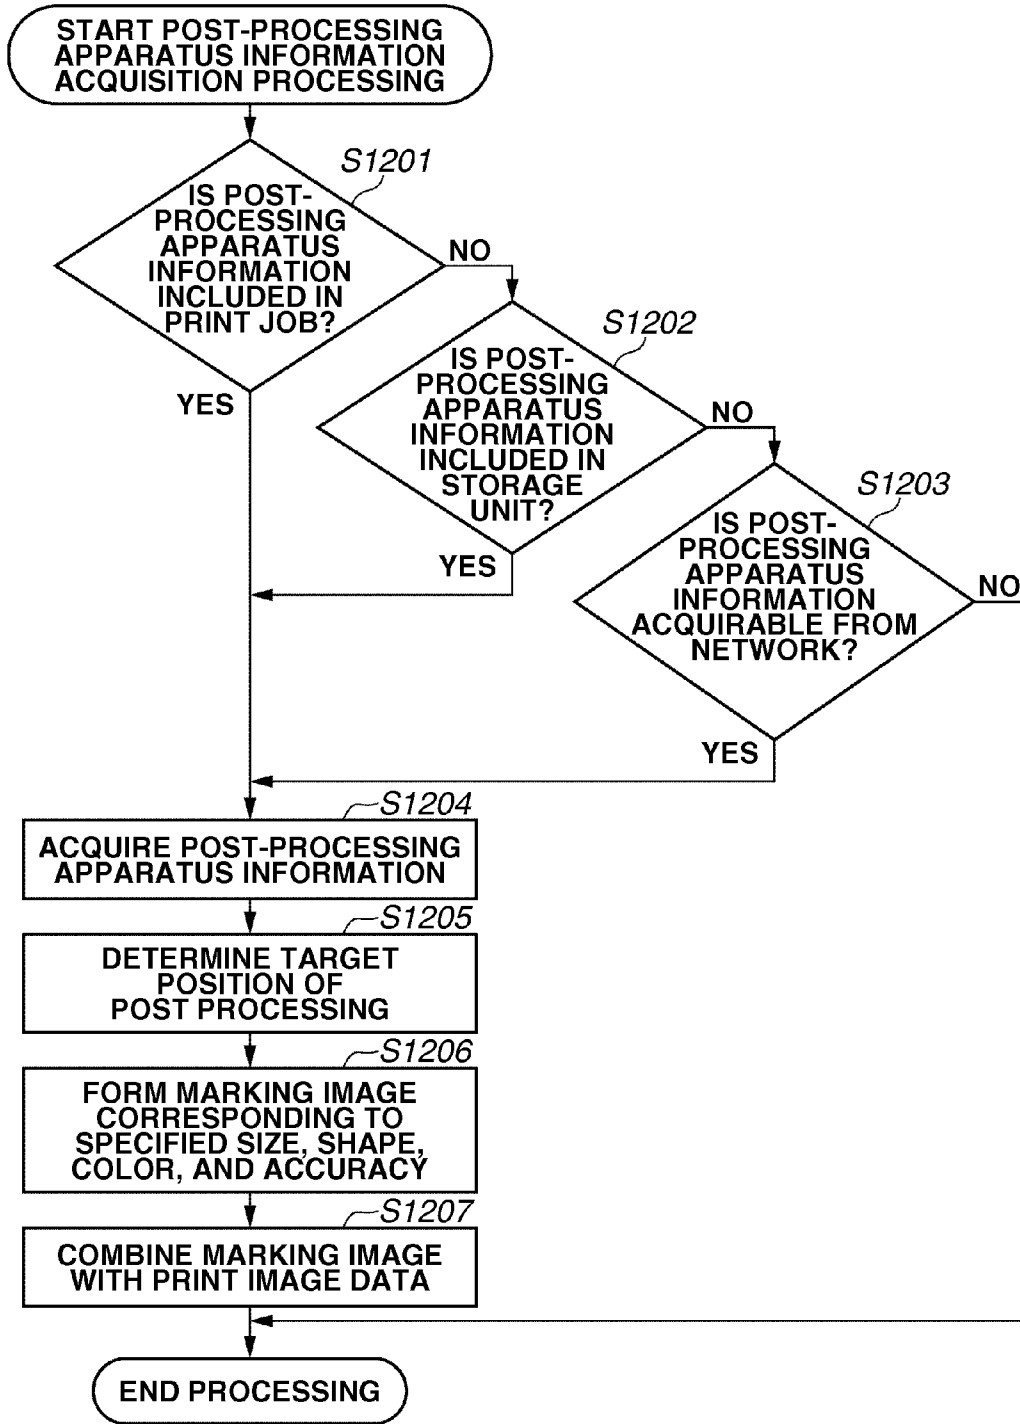 START POST-PROCESSING
APPARATUS INFORMATION
ACQUISITION PROCESSING
S1201
IS POST-
PROCESSING
APPARATUS
INFORMATION
INCLUDED IN
PRINT JOB?
NO
YES
S1202
IS POST-
PROCESSING
APPARATUS
INFORMATION
INCLUDED IN
STORAGE
UNIT?
NO
YES
S1203
IS POST-
PROCESSING
APPARATUS
INFORMATION
ACQUIRABLE FROM
NETWORK?
NO
YES
S1204
ACQUIRE POST-PROCESSING
APPARATUS INFORMATION
S1205
DETERMINE TARGET
POSITION OF
POST PROCESSING
S1206
FORM MARKING IMAGE
CORRESPONDING TO
SPECIFIED SIZE, SHAPE,
COLOR, AND ACCURACY
S1207
COMBINE MARKING IMAGE
WITH PRINT IMAGE DATA
END PROCESSING